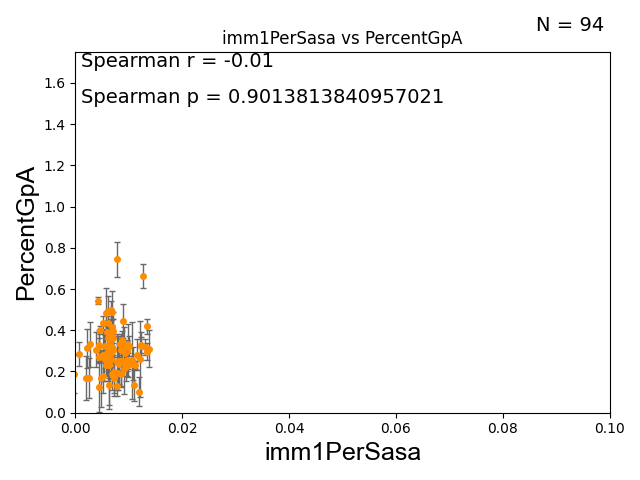 N = 94
imm1PerSasa vs PercentGpA
Spearman r = -0.01
Spearman p = 0.9013813840957021
PercentGpA
1.6
1.4
1.2
1.0
0.8
0.6
0.4
0.2
0.0
0.00 0.02 0.04 0.06 0.08 0.10
imm1PerSasa